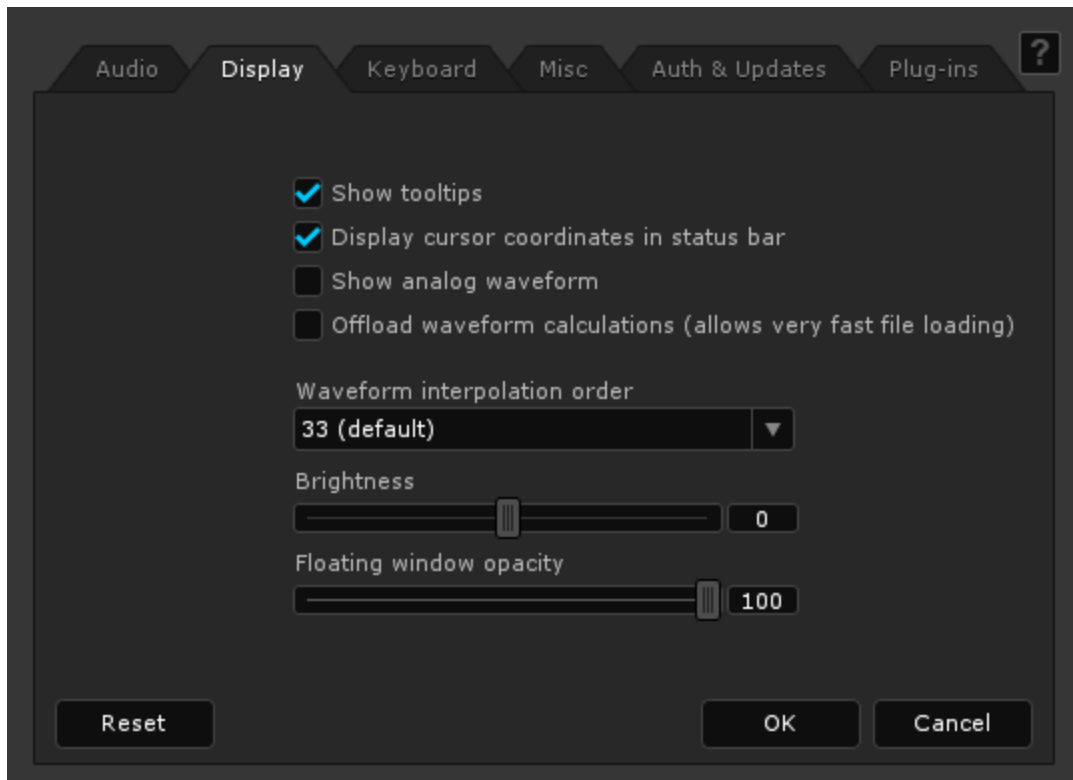 Audio Display Keyboard Misc Auth & Updates Plug-ins ?
Show tooltips
Display cursor coordinates in status bar
Show analog waveform
Offload waveform calculations (allows very fast file loading)
Waveform interpolation order
33 (default)
Brightness
0
Floating window opacity
100
Reset OK Cancel